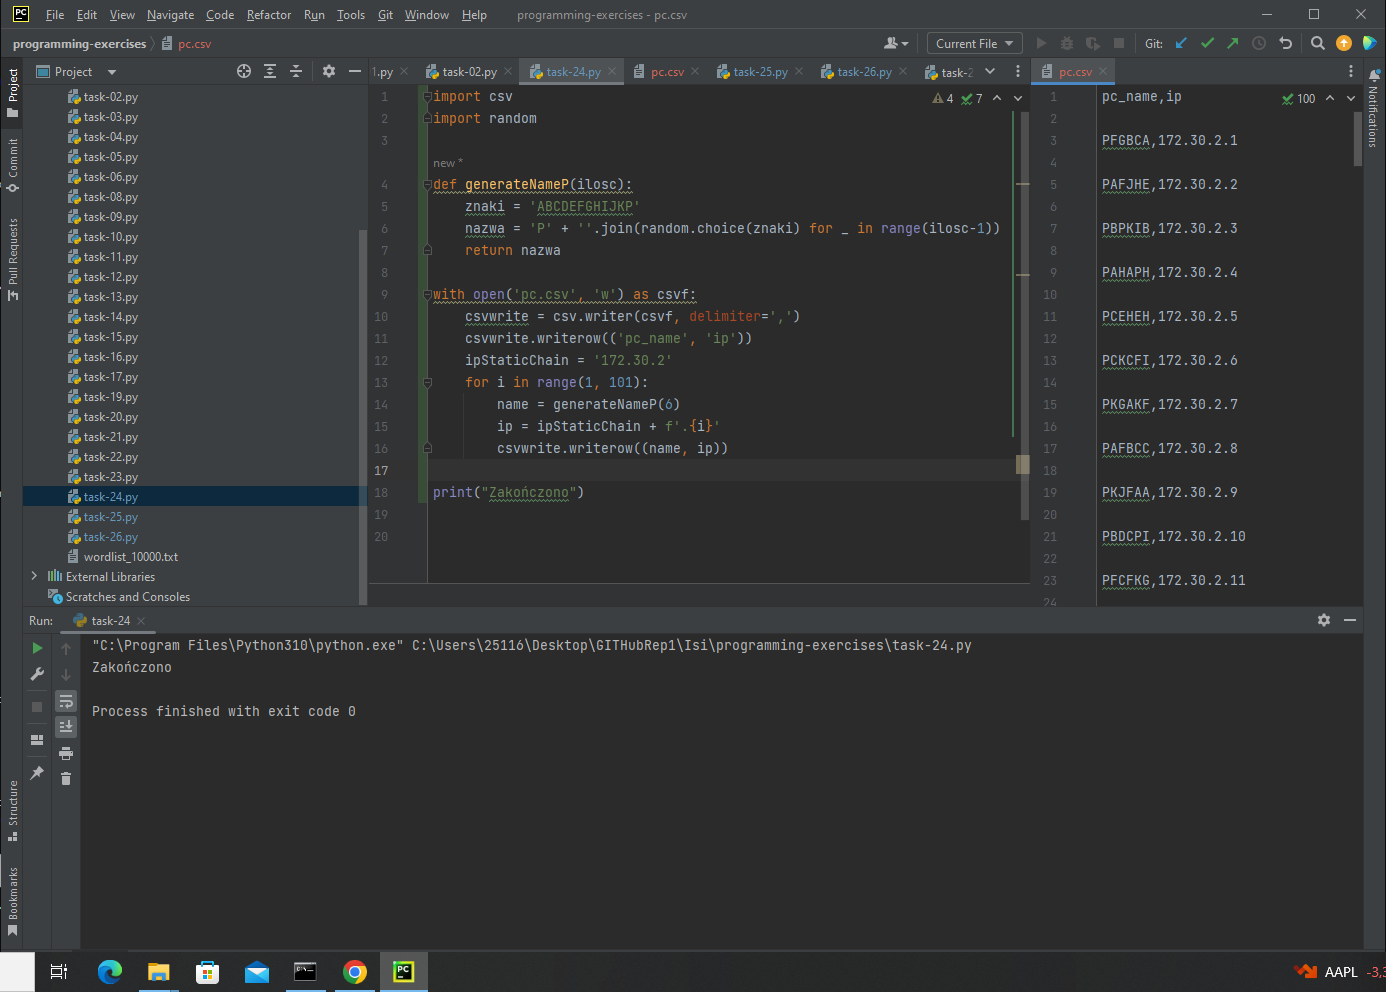 PC File Edit View Navigate Code Refactor Run Tools Git Window Help programming-exercises - pc.csv
programming-exercises pc.csv Current File Git:
Project 1.py task-02.py task-24.py pc.csv task-25.py task-26.py task-2 pc.csv
Project
Commit
Pull Requests
Structure
Bookmarks
Notifications
task-02.py
task-03.py
task-04.py
task-05.py
task-06.py
task-08.py
task-09.py
task-10.py
task-11.py
task-12.py
task-13.py
task-14.py
task-15.py
task-16.py
task-17.py
task-19.py
task-20.py
task-21.py
task-22.py
task-23.py
task-24.py
task-25.py
task-26.py
wordlist_10000.txt
External Libraries
Scratches and Consoles
4 7
1 import csv
2 import random
3
new *
4 def generateNameP(ilosc):
5 znaki = 'ABCDEFGHIJKP'
6 nazwa = 'P' + ''.join(random.choice(znaki) for _ in range(ilosc-1))
7 return nazwa
8
9 with open('pc.csv', 'w') as csvf:
10 csvwrite = csv.writer(csvf, delimiter=',')
11 csvwrite.writerow(('pc_name', 'ip'))
12 ipStaticChain = '172.30.2'
13 for i in range(1, 101):
14 name = generateNameP(6)
15 ip = ipStaticChain + f'.{i}'
16 csvwrite.writerow((name, ip))
17
18 print("Zakończono")
19
20
100
1 pc_name,ip
2
3 PFGBCA,172.30.2.1
4
5 PAFJHE,172.30.2.2
6
7 PBPKIB,172.30.2.3
8
9 PAHAPH,172.30.2.4
10
11 PCEHEH,172.30.2.5
12
13 PCKCFI,172.30.2.6
14
15 PKGAKF,172.30.2.7
16
17 PAFBCC,172.30.2.8
18
19 PKJFAA,172.30.2.9
20
21 PBDCPI,172.30.2.10
22
23 PFCFKG,172.30.2.11
24
Run: task-24
"C:\Program Files\Python310\python.exe" C:\Users\25116\Desktop\GITHubRep1\Isi\programming-exercises\task-24.py
Zakończono
Process finished with exit code 0
PC AAPL -3,3